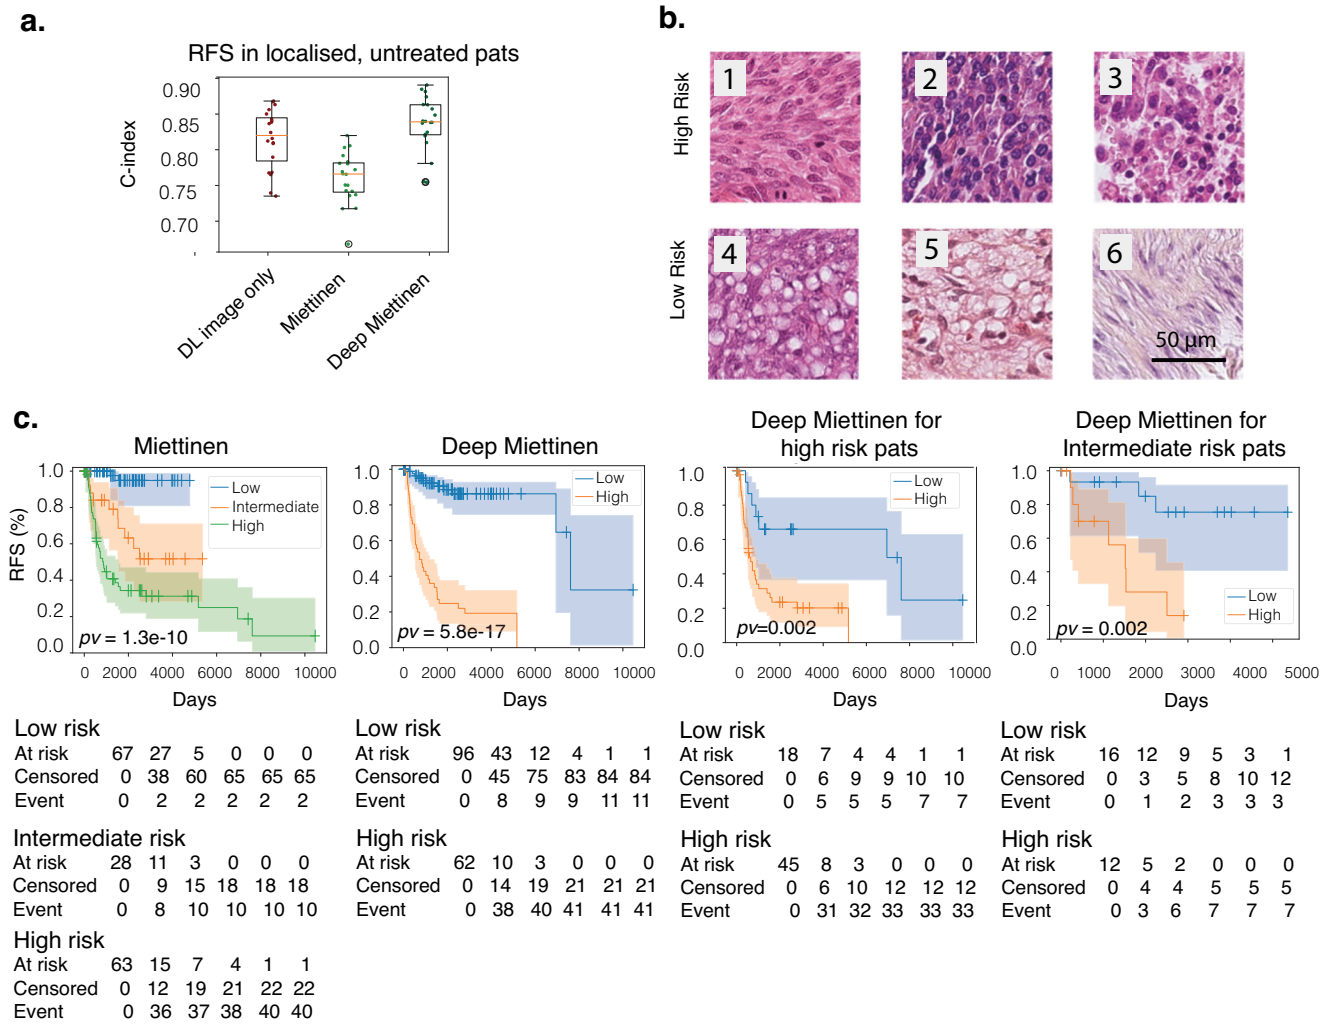 a.
RFS in localised, untreated pats
C-index
0.90
0.85
0.80
0.75
0.70
DL image only
Miettinen
Deep Miettinen
b.
High Risk
1
2
3
Low Risk
4
5
6
50 µm
c.
Miettinen
RFS (%)
1.0
0.8
0.6
0.4
0.2
0.0
Low
Intermediate
High
pv = 1.3e-10
0 2000 4000 6000 8000 10000
Days
Deep Miettinen
1.0
0.8
0.6
0.4
0.2
0.0
Low
High
pv = 5.8e-17
0 2000 4000 6000 8000 10000
Days
Deep Miettinen for
high risk pats
1.0
0.8
0.6
0.4
0.2
0.0
Low
High
pv=0.002
0 2000 4000 6000 8000 10000
Days
Deep Miettinen for
Intermediate risk pats
1.0
0.8
0.6
0.4
0.2
0.0
Low
High
pv = 0.002
0 1000 2000 3000 4000 5000
Days
Low risk
At risk 67 27 5 0 0 0
Censored 0 38 60 65 65 65
Event 0 2 2 2 2 2
Intermediate risk
At risk 28 11 3 0 0 0
Censored 0 9 15 18 18 18
Event 0 8 10 10 10 10
High risk
At risk 63 15 7 4 1 1
Censored 0 12 19 21 22 22
Event 0 36 37 38 40 40
Low risk
At risk 96 43 12 4 1 1
Censored 0 45 75 83 84 84
Event 0 8 9 9 11 11
High risk
At risk 62 10 3 0 0 0
Censored 0 14 19 21 21 21
Event 0 38 40 41 41 41
Low risk
At risk 18 7 4 4 1 1
Censored 0 6 9 9 10 10
Event 0 5 5 5 7 7
High risk
At risk 45 8 3 0 0 0
Censored 0 6 10 12 12 12
Event 0 31 32 33 33 33
Low risk
At risk 16 12 9 5 3 1
Censored 0 3 5 8 10 12
Event 0 1 2 3 3 3
High risk
At risk 12 5 2 0 0 0
Censored 0 4 4 5 5 5
Event 0 3 6 7 7 7